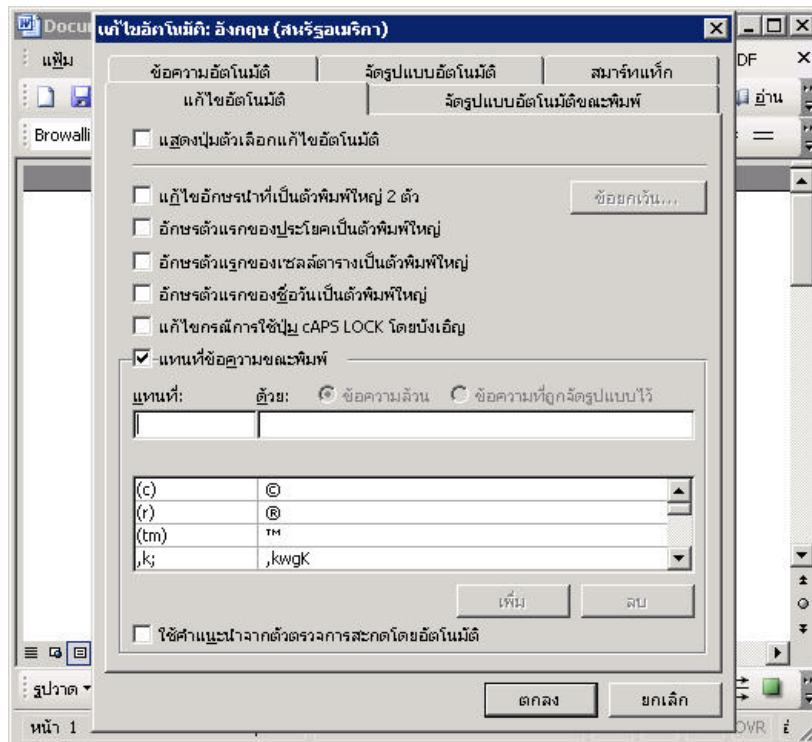 Docu
แก้ไขอัตโนมัติ: อังกฤษ (สหรัฐอเมริกา)
แฟ้ม
DF
ข้อความอัตโนมัติ
จัดรูปแบบอัตโนมัติ
สมาร์ทแท็ก
แก้ไขอัตโนมัติ
จัดรูปแบบอัตโนมัติขณะพิมพ์
อ่าน
Browalli
แสดงปุ่มตัวเลือกแก้ไขอัตโนมัติ
แก้ไขอักษรนำที่เป็นตัวพิมพ์ใหญ่ 2 ตัว
ข้อยกเว้น...
อักษรตัวแรกของประโยคเป็นตัวพิมพ์ใหญ่
อักษรตัวแรกของเซลล์ตารางเป็นตัวพิมพ์ใหญ่
อักษรตัวแรกของชื่อวันเป็นตัวพิมพ์ใหญ่
แก้ไขกรณีการใช้ปุ่ม cAPS LOCK โดยบังเอิญ
แทนที่ข้อความขณะพิมพ์
แทนที่:
ด้วย:
ข้อความล้วน
ข้อความที่ถูกจัดรูปแบบไว้
(c) ©
(r) ®
(tm) ™
,k; ,kwgK
เพิ่ม
ลบ
ใช้คำแนะนำจากตัวตรวจการสะกดโดยอัตโนมัติ
รูปวาด
ตกลง
ยกเลิก
หน้า 1
OVR